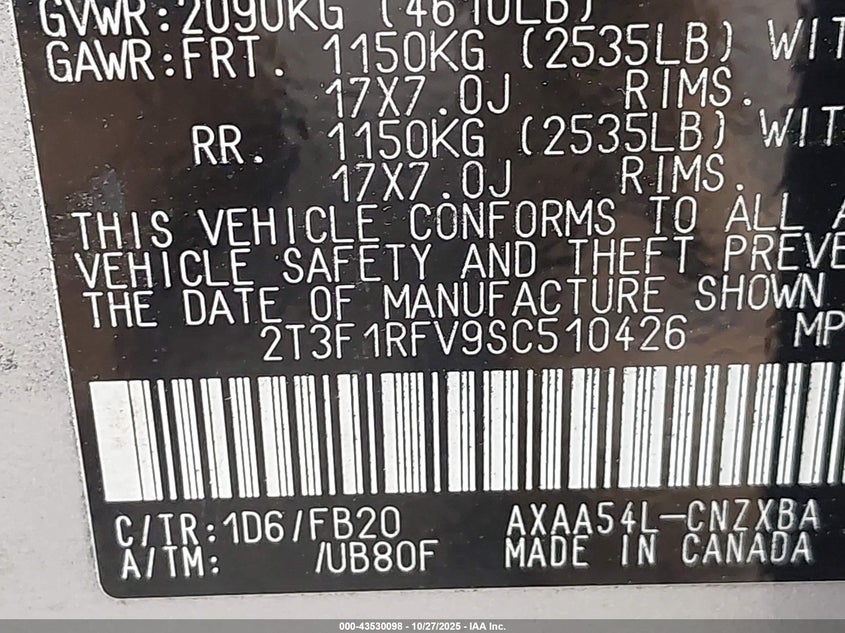 GVWR:2090KG (4610LB)
GAWR:FRT. 1150KG (2535LB) WIT
17X7.0J RIMS.
RR. 1150KG (2535LB) WIT
17X7.0J RIMS.
THIS VEHICLE CONFORMS TO ALL A
VEHICLE SAFETY AND THEFT PREVE
THE DATE OF MANUFACTURE SHOWN
2T3F1RFV9SC510426 MP
C/TR:1D6/FB20 AXAA54L-CNZXBA
A/TM: /UB80F MADE IN CANADA
000-43530098 - 10/27/2025 - IAA Inc.